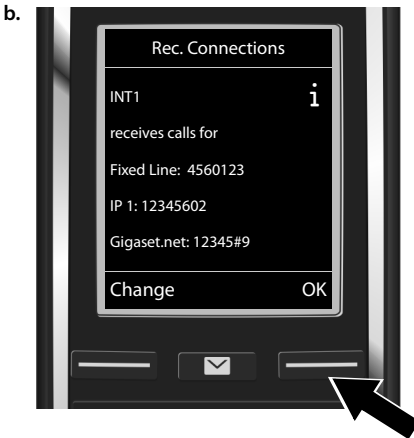 b.
Rec. Connections
INT1 i
receives calls for
Fixed Line: 4560123
IP 1: 12345602
Gigaset.net: 12345#9
Change OK